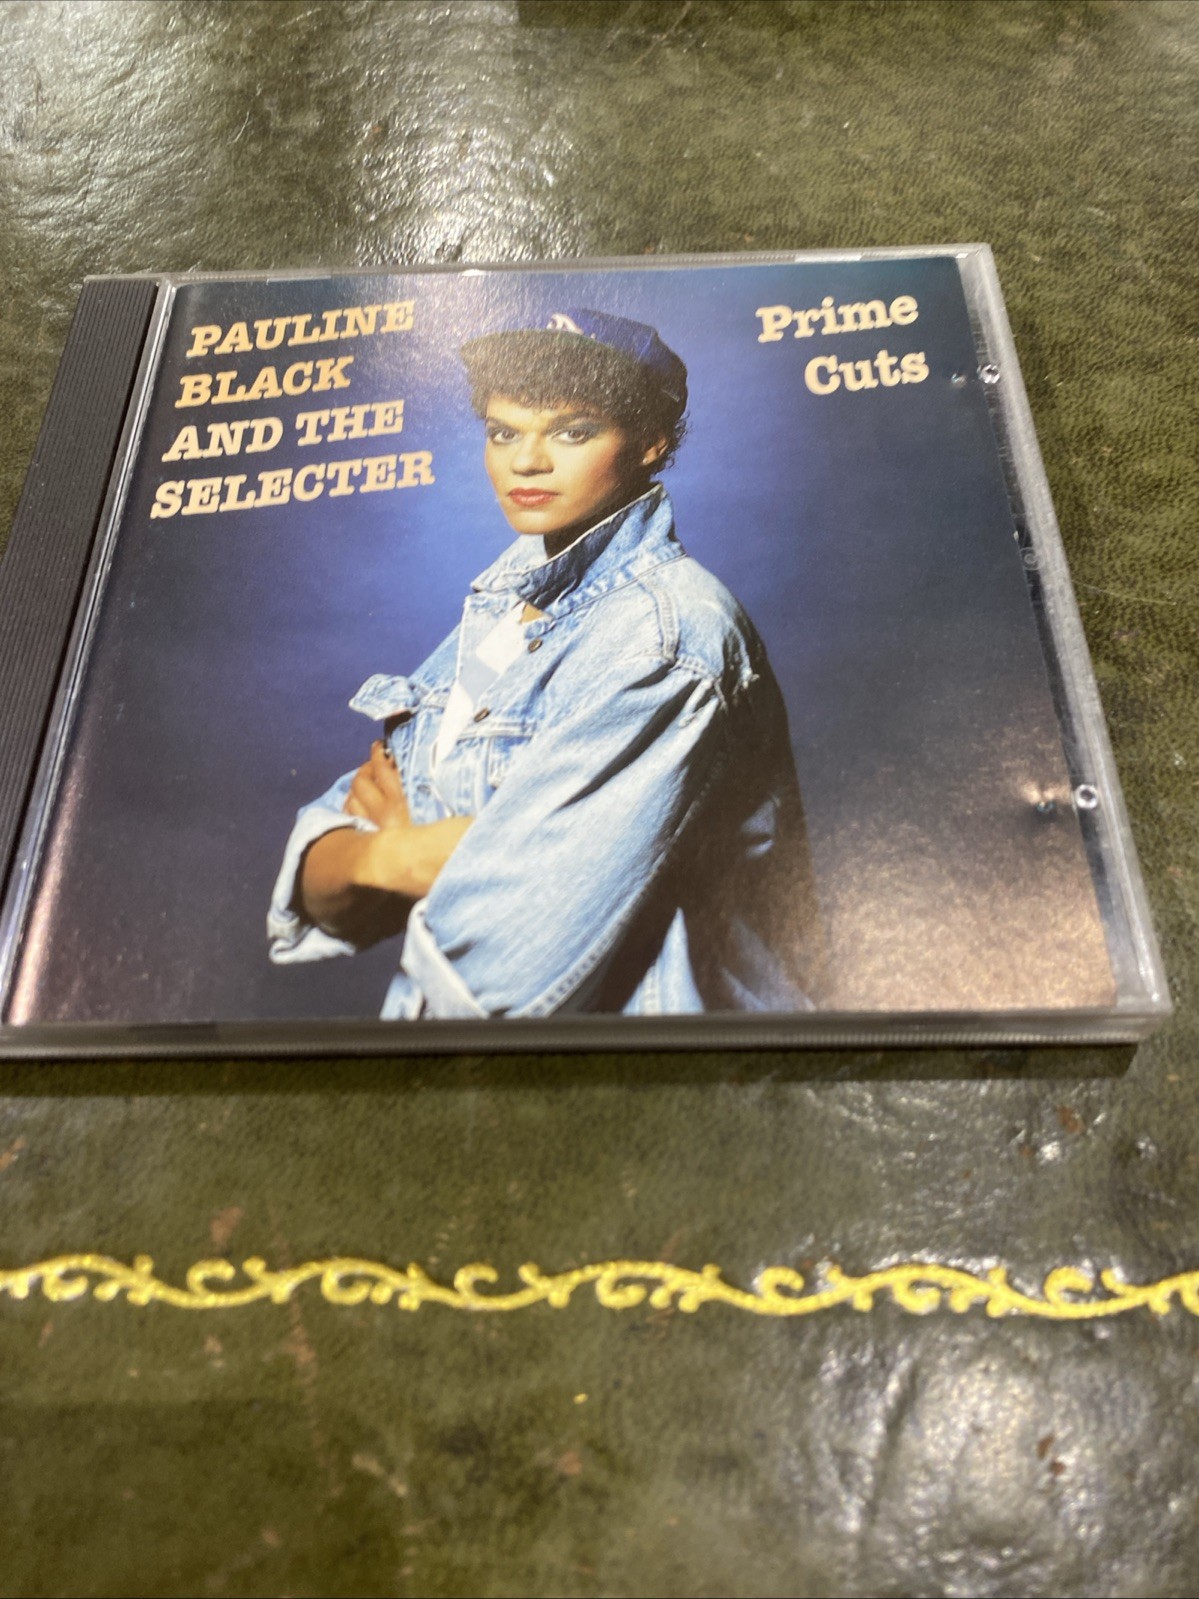 PAULINE
BLACK
AND THE
SELECTER
Prime
Cuts